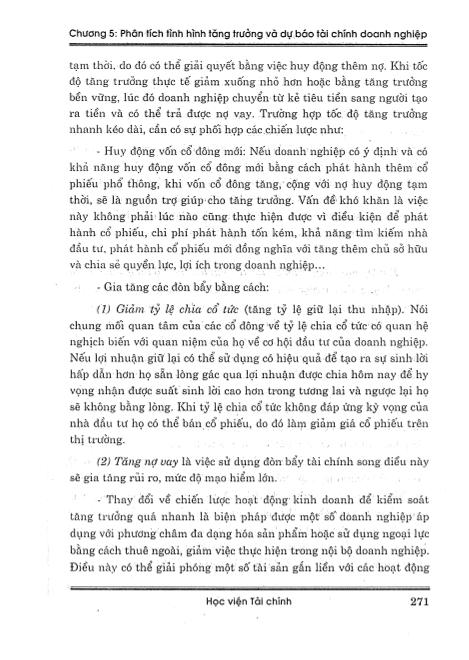 Chương 5: Phân tích tình hình tăng trưởng và dự báo tài chính doanh nghiệp
tạm thời, do đó có thể giải quyết bằng việc huy động thêm nợ. Khi tốc
độ tăng trưởng thực tế giảm xuống nhỏ hơn hoặc bằng tăng trưởng
bền vững, lúc đó doanh nghiệp chuyển từ kẻ tiêu tiền sang người tạo
ra tiền và có thể trả được nợ vay. Trường hợp tốc độ tăng trưởng
nhanh kéo dài, cần có sự phối hợp các chiến lược như:
- Huy động vốn cổ đông mới: Nếu doanh nghiệp có ý định và có
khả năng huy động vốn cổ đông mới bằng cách phát hành thêm cổ
phiếu phổ thông, khi vốn cổ đông tăng, cộng với nợ huy động tạm
thời, sẽ là nguồn trợ giúp cho tăng trưởng. Vấn đề khó khăn là việc
này không phải lúc nào cũng thực hiện được vì điều kiện để phát
hành cổ phiếu, chi phí phát hành tốn kém, khả năng tìm kiếm nhà
đầu tư, phát hành cổ phiếu mới đồng nghĩa với tăng thêm chủ sở hữu
và chia sẻ quyền lực, lợi ích trong doanh nghiệp...
- Gia tăng các đòn bẩy bằng cách:
(1) Giảm tỷ lệ chia cổ tức (tăng tỷ lệ giữ lại thu nhập). Nói
chung mối quan tâm của các cổ đông về tỷ lệ chia cổ tức có quan hệ
nghịch biến với quan niệm của họ về cơ hội đầu tư của doanh nghiệp.
Nếu lợi nhuận giữ lại có thể sử dụng có hiệu quả để tạo ra sự sinh lời
hấp dẫn hơn họ sẵn lòng gác qua lợi nhuận được chia hôm nay để hy
vọng nhận được suất sinh lời cao hơn trong tương lai và ngược lại họ
sẽ không bằng lòng. Khi tỷ lệ chia cổ tức không đáp ứng kỳ vọng của
nhà đầu tư họ có thể bán cổ phiếu, do đó làm giảm giá cổ phiếu trên
thị trường.
(2) Tăng nợ vay là việc sử dụng đòn bẩy tài chính song điều này
sẽ gia tăng rủi ro, mức độ mạo hiểm lớn.
- Thay đổi về chiến lược hoạt động kinh doanh để kiểm soát
tăng trưởng quá nhanh là biện pháp được một số doanh nghiệp áp
dụng với phương châm đa dạng hóa sản phẩm hoặc sử dụng ngoại lực
bằng cách thuê ngoài, giảm việc thực hiện trong nội bộ doanh nghiệp.
Điều này có thể giải phóng một số tài sản gắn liền với các hoạt động
Học viện Tài chính 271